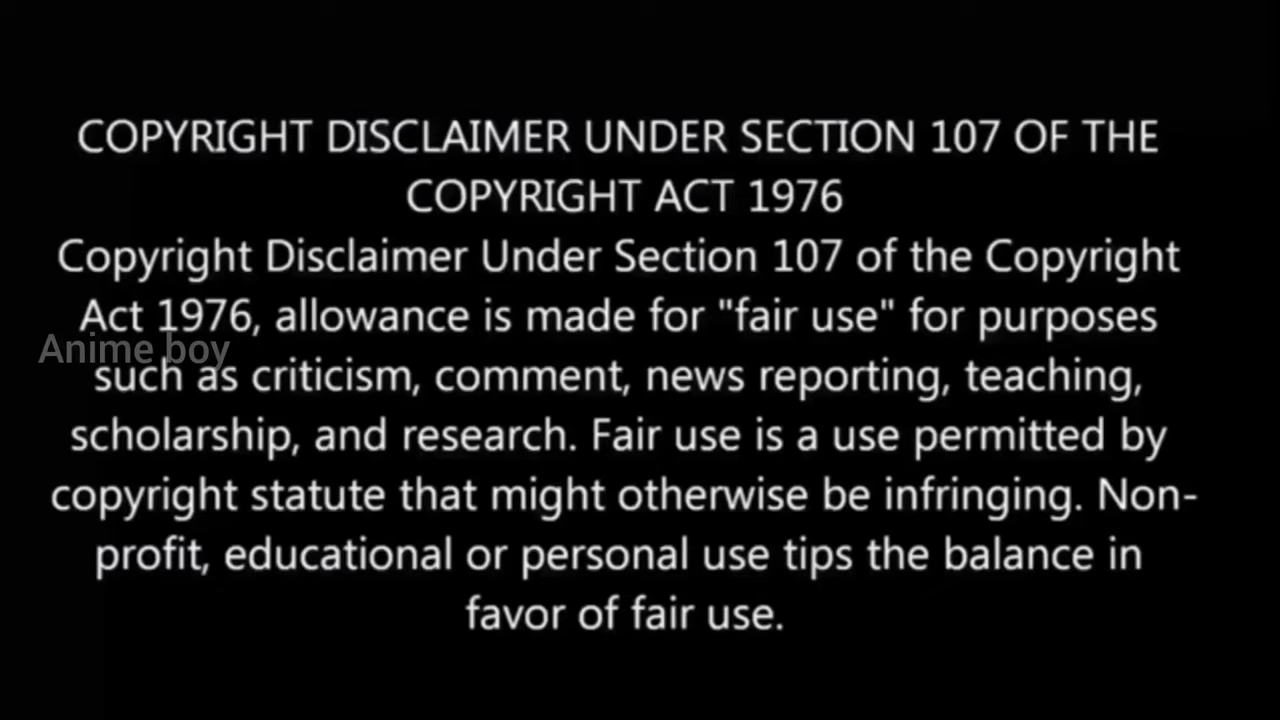 COPYRIGHT DISCLAIMER UNDER SECTION 107 OF THE
COPYRIGHT ACT 1976
Copyright Disclaimer Under Section 107 of the Copyright
Act 1976, allowance is made for "fair use" for purposes
Anime boy
such as criticism, comment, news reporting, teaching,
scholarship, and research. Fair use is a use permitted by
copyright statute that might otherwise be infringing. Non-
profit, educational or personal use tips the balance in
favor of fair use.